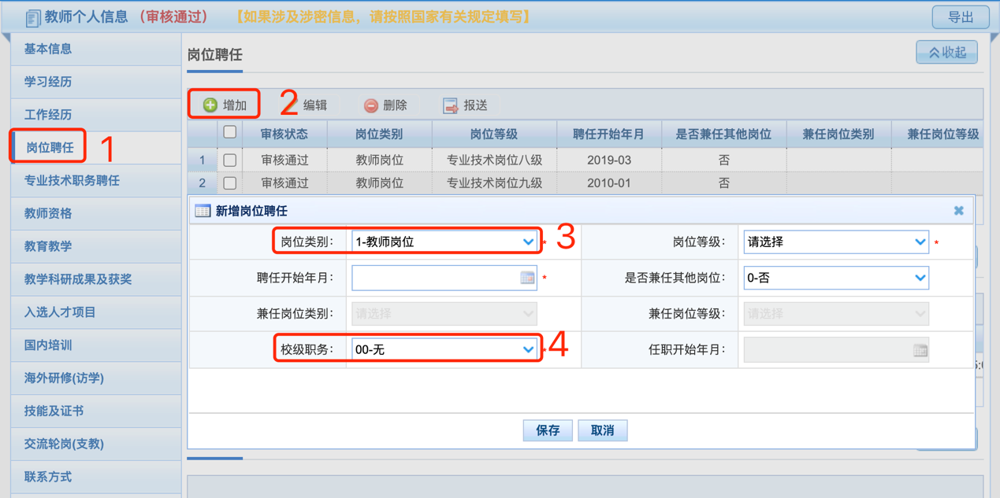 教师个人信息 (审核通过) 【如果涉及涉密信息，请按照国家有关规定填写】 导出
基本信息
学习经历
工作经历
岗位聘任 1
专业技术职务聘任
教师资格
教育教学
教学科研成果及获奖
入选人才项目
国内培训
海外研修(访学)
技能及证书
交流轮岗(支教)
联系方式
岗位聘任 收起
增加 2 编辑 删除 报送
审核状态 岗位类别 岗位等级 聘任开始年月 是否兼任其他岗位 兼任岗位类别 兼任岗位等级
1 审核通过 教师岗位 专业技术岗位八级 2019-03 否
2 审核通过 教师岗位 专业技术岗位九级 2010-01 否
新增岗位聘任
岗位类别： 1-教师岗位 * 3 岗位等级： 请选择 *
聘任开始年月： * 是否兼任其他岗位： 0-否
兼任岗位类别： 请选择 兼任岗位等级： 请选择
校级职务： 00-无 * 4 任职开始年月：
保存 取消